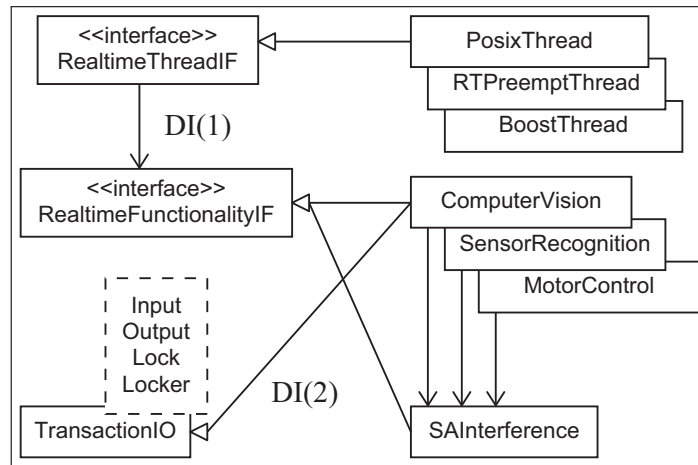 <<interface>>
RealtimeThreadIF
PosixThread
RTPreemptThread
BoostThread
DI(1)
<<interface>>
RealtimeFunctionalityIF
ComputerVision
SensorRecognition
MotorControl
Input
Output
Lock
Locker
DI(2)
TransactionIO
SAInterference